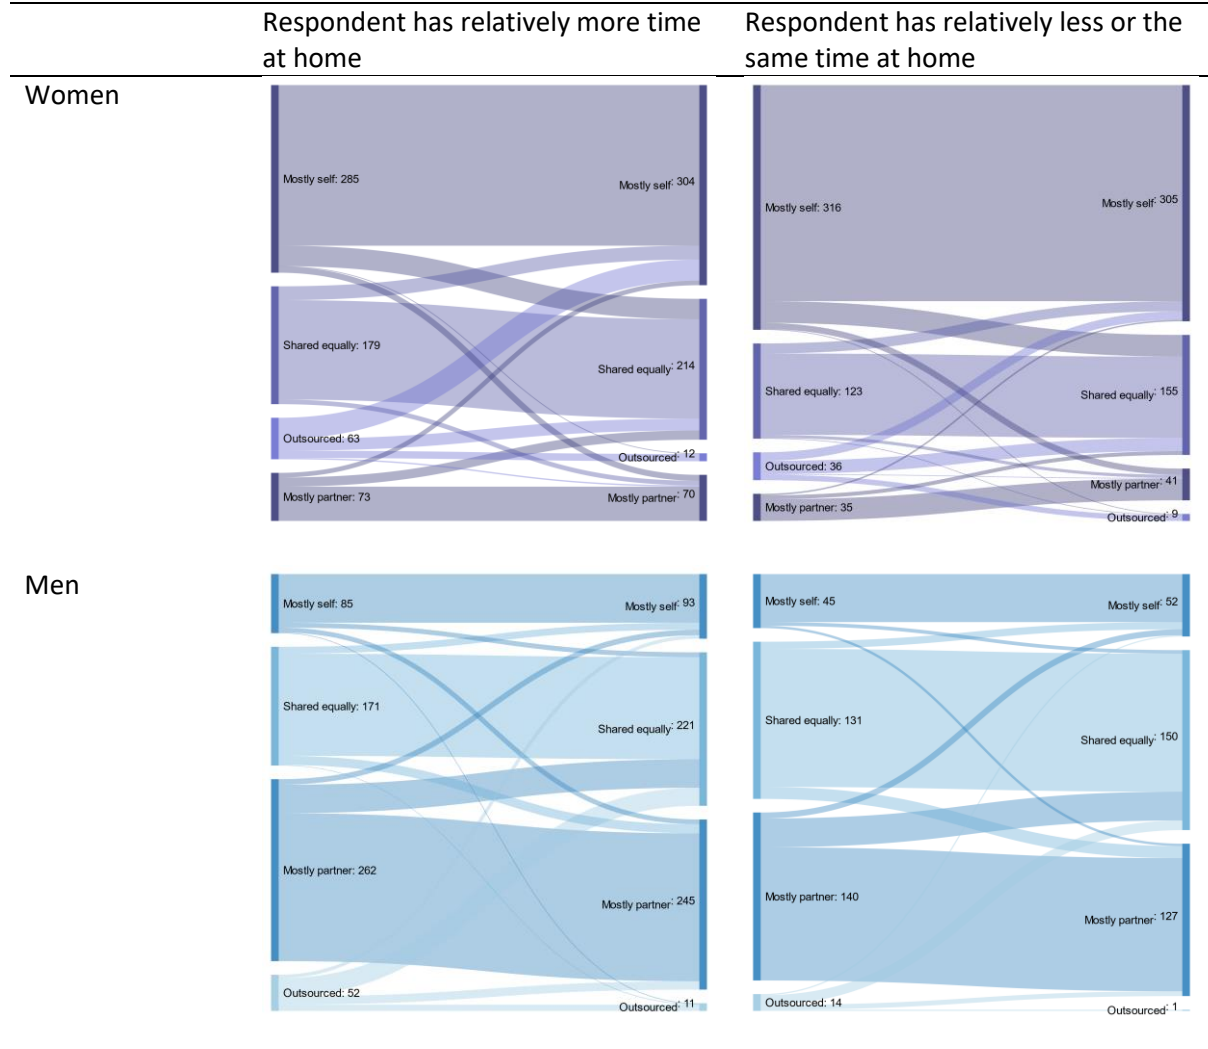 Respondent has relatively more time
at home
Respondent has relatively less or the
same time at home
Women
Mostly self: 285
Mostly self: 304
Shared equally: 179
Shared equally: 214
Outsourced: 63
Outsourced: 12
Mostly partner: 73
Mostly partner: 70
Mostly self: 316
Mostly self: 305
Shared equally: 123
Shared equally: 155
Outsourced: 36
Mostly partner: 41
Mostly partner: 35
Outsourced: 9
Men
Mostly self: 85
Mostly self: 93
Shared equally: 171
Shared equally: 221
Mostly partner: 262
Mostly partner: 245
Outsourced: 52
Outsourced: 11
Mostly self: 45
Mostly self: 52
Shared equally: 131
Shared equally: 150
Mostly partner: 140
Mostly partner: 127
Outsourced: 14
Outsourced: 1